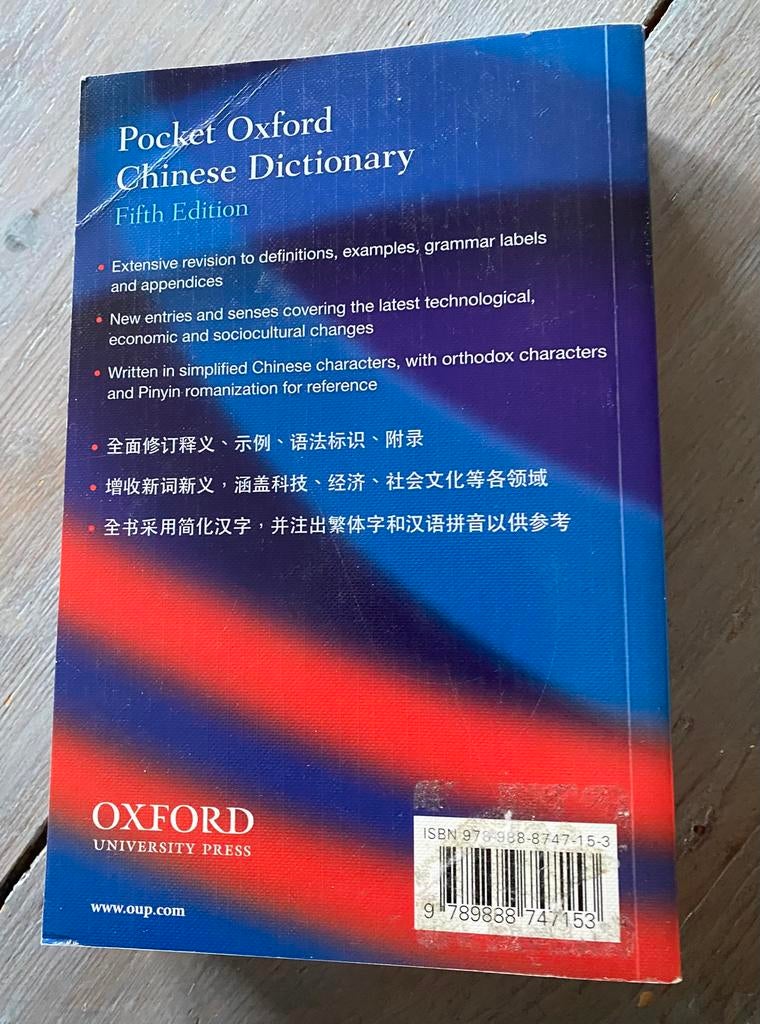 Pocket Oxford
Chinese Dictionary
Fifth Edition
• Extensive revision to definitions, examples, grammar labels
and appendices
• New entries and senses covering the latest technological,
economic and sociocultural changes
• Written in simplified Chinese characters, with orthodox characters
and Pinyin romanization for reference
• 全面修订释义、示例、语法标识、附录
• 增收新词新义，涵盖科技、经济、社会文化等各领域
• 全书采用简化汉字，并注出繁体字和汉语拼音以供参考
OXFORD
UNIVERSITY PRESS
www.oup.com
ISBN 978-988-8747-15-3
9 789888 747153